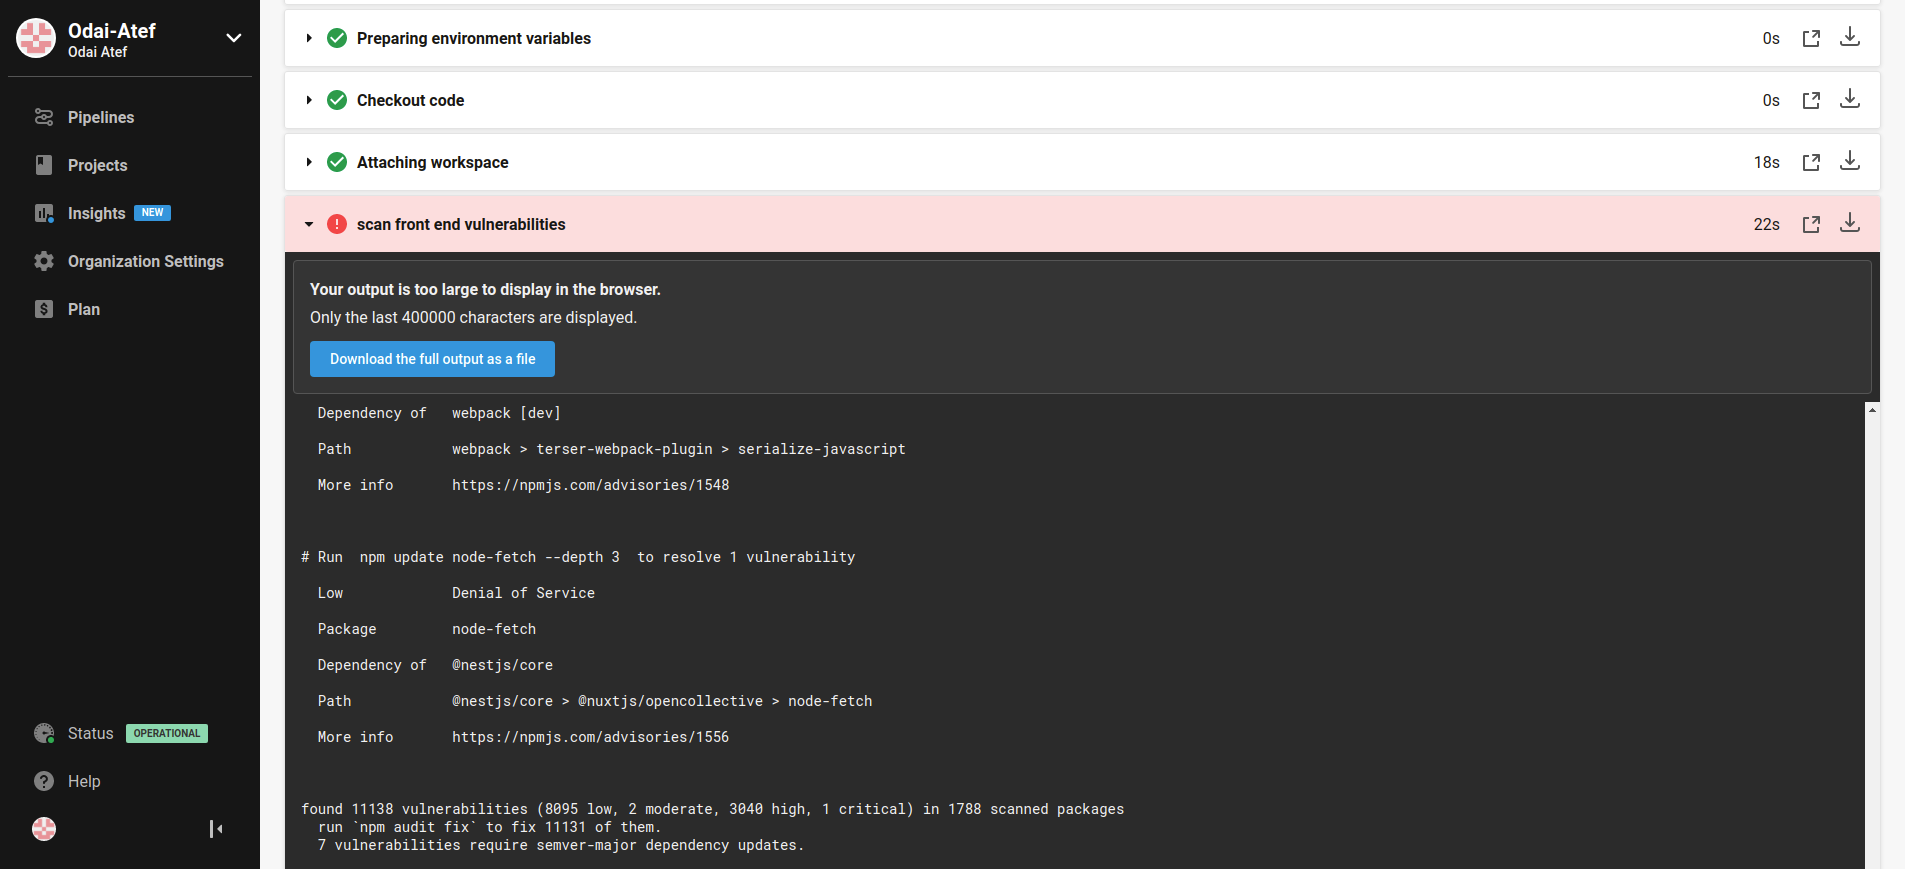 Odai-Atef
Odai Atef
Pipelines
Projects
Insights NEW
Organization Settings
Plan
Status OPERATIONAL
Help
Preparing environment variables 0s
Checkout code 0s
Attaching workspace 18s
scan front end vulnerabilities 22s
Your output is too large to display in the browser.
Only the last 400000 characters are displayed.
Download the full output as a file
Dependency of webpack [dev]
Path webpack > terser-webpack-plugin > serialize-javascript
More info https://npmjs.com/advisories/1548
# Run npm update node-fetch --depth 3 to resolve 1 vulnerability
Low Denial of Service
Package node-fetch
Dependency of @nestjs/core
Path @nestjs/core > @nuxtjs/opencollective > node-fetch
More info https://npmjs.com/advisories/1556
found 11138 vulnerabilities (8095 low, 2 moderate, 3040 high, 1 critical) in 1788 scanned packages
run `npm audit fix` to fix 11131 of them.
7 vulnerabilities require semver-major dependency updates.